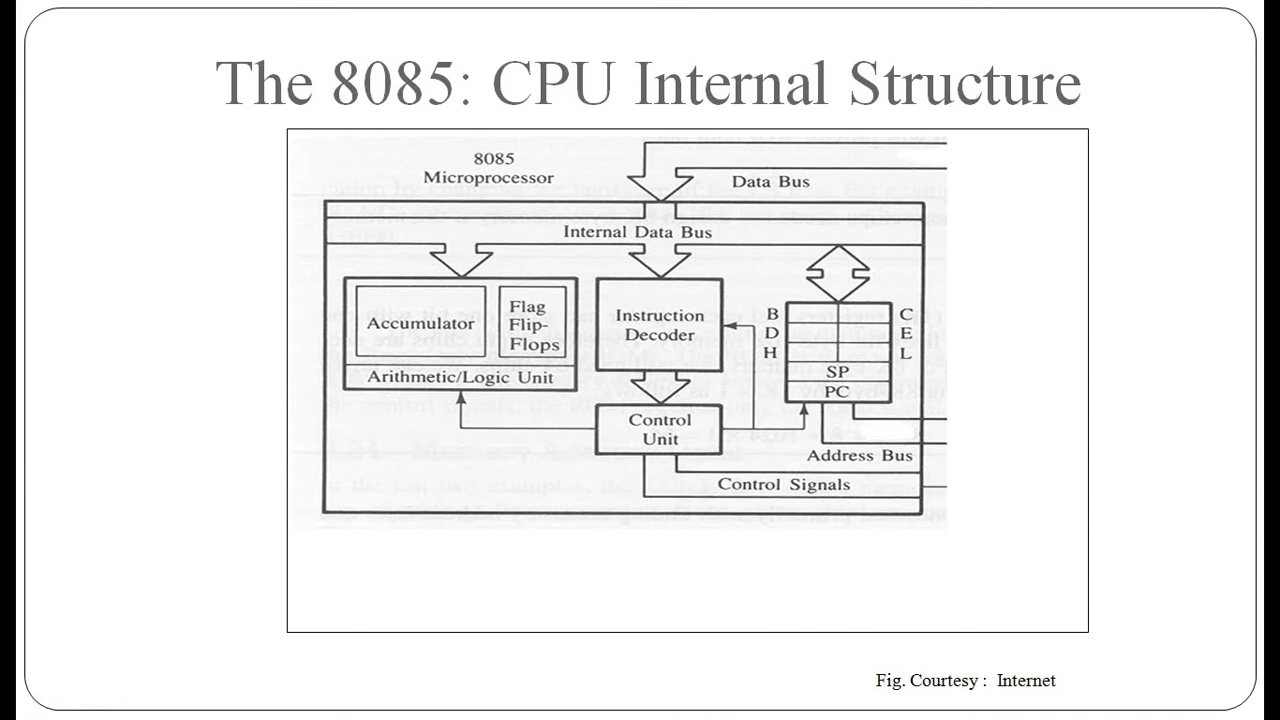 The 8085: CPU Internal Structure
8085
Microprocessor
Data Bus
Internal Data Bus
Accumulator
Flag
Flip-
Flops
Arithmetic/Logic Unit
Instruction
Decoder
Control
Unit
B
D
H
C
E
L
SP
PC
Address Bus
Control Signals
Fig. Courtesy : Internet